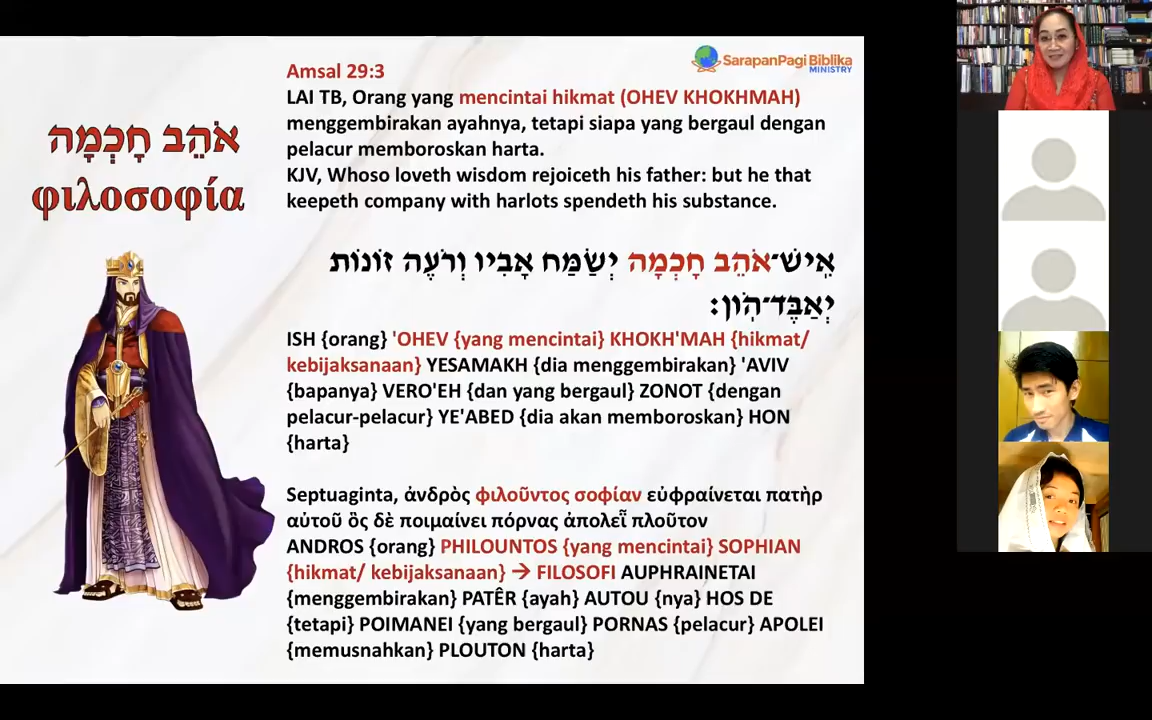 SarapanPagi Biblika
MINISTRY
אֹהֵב חָכְמָה
φιλοσοφία
Amsal 29:3
LAI TB, Orang yang mencintai hikmat (OHEV KHOKHMAH)
menggembirakan ayahnya, tetapi siapa yang bergaul dengan
pelacur memboroskan harta.
KJV, Whoso loveth wisdom rejoiceth his father: but he that
keepeth company with harlots spendeth his substance.
אִֽישׁ־אֹהֵב חָכְמָה יְשַׂמַּח אָבִיו וְרֹעֶה זוֹנוֹת
יְאַבֶּד־הֽוֹן׃
ISH {orang} 'OHEV {yang mencintai} KHOKH'MAH {hikmat/
kebijaksanaan} YESAMAKH {dia menggembirakan} 'AVIV
{bapanya} VERO'EH {dan yang bergaul} ZONOT {dengan
pelacur-pelacur} YE'ABED {dia akan memboroskan} HON
{harta}
Septuaginta, ἀνδρὸς φιλοῦντος σοφίαν εὐφραίνεται πατὴρ
αὐτοῦ ὃς δὲ ποιμαίνει πόρνας ἀπολεῖ πλοῦτον
ANDROS {orang} PHILOUNTOS {yang mencintai} SOPHIAN
{hikmat/ kebijaksanaan} → FILOSOFI AUPHRAINETAI
{menggembirakan} PATÊR {ayah} AUTOU {nya} HOS DE
{tetapi} POIMANEI {yang bergaul} PORNAS {pelacur} APOLEI
{memusnahkan} PLOUTON {harta}